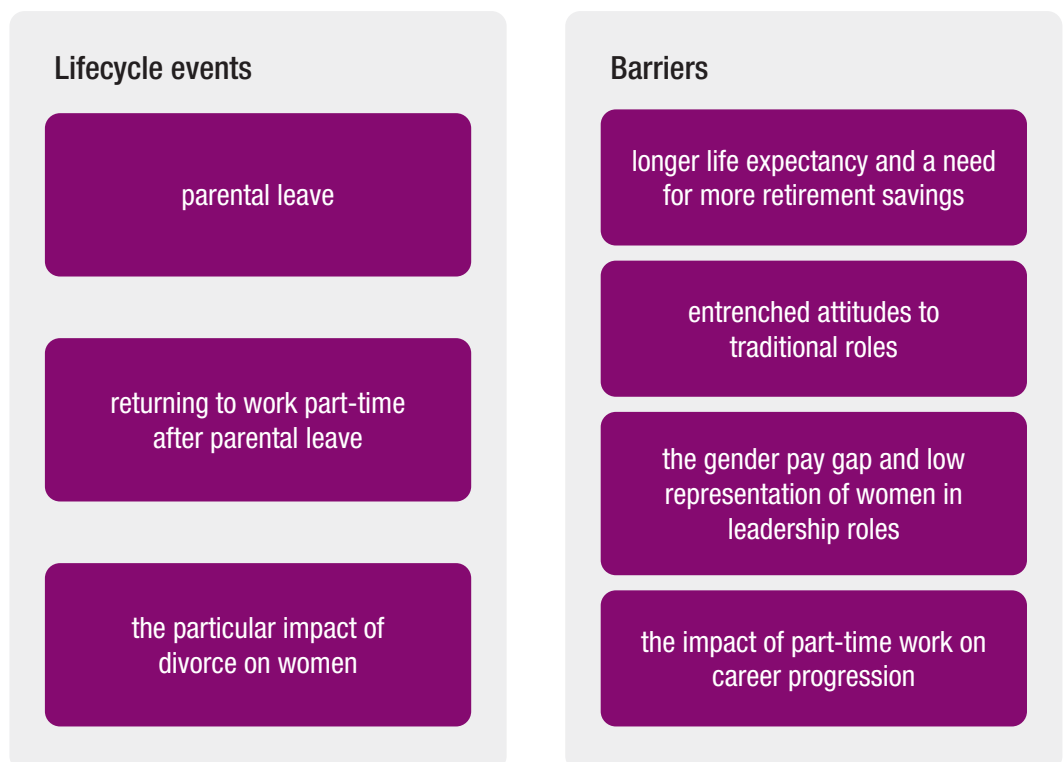 Lifecycle events
parental leave
returning to work part-time
after parental leave
the particular impact of
divorce on women
Barriers
longer life expectancy and a need
for more retirement savings
entrenched attitudes to
traditional roles
the gender pay gap and low
representation of women in
leadership roles
the impact of part-time work on
career progression